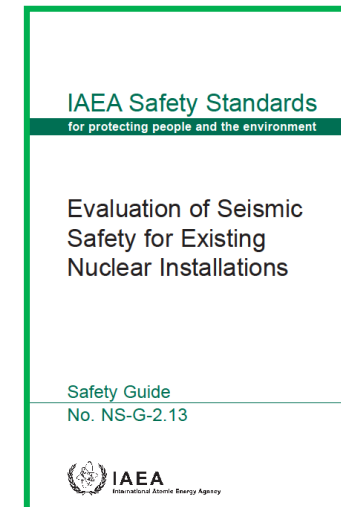 IAEA Safety Standards
for protecting people and the environment
Evaluation of Seismic
Safety for Existing
Nuclear Installations
Safety Guide
No. NS-G-2.13
IAEA
International Atomic Energy Agency